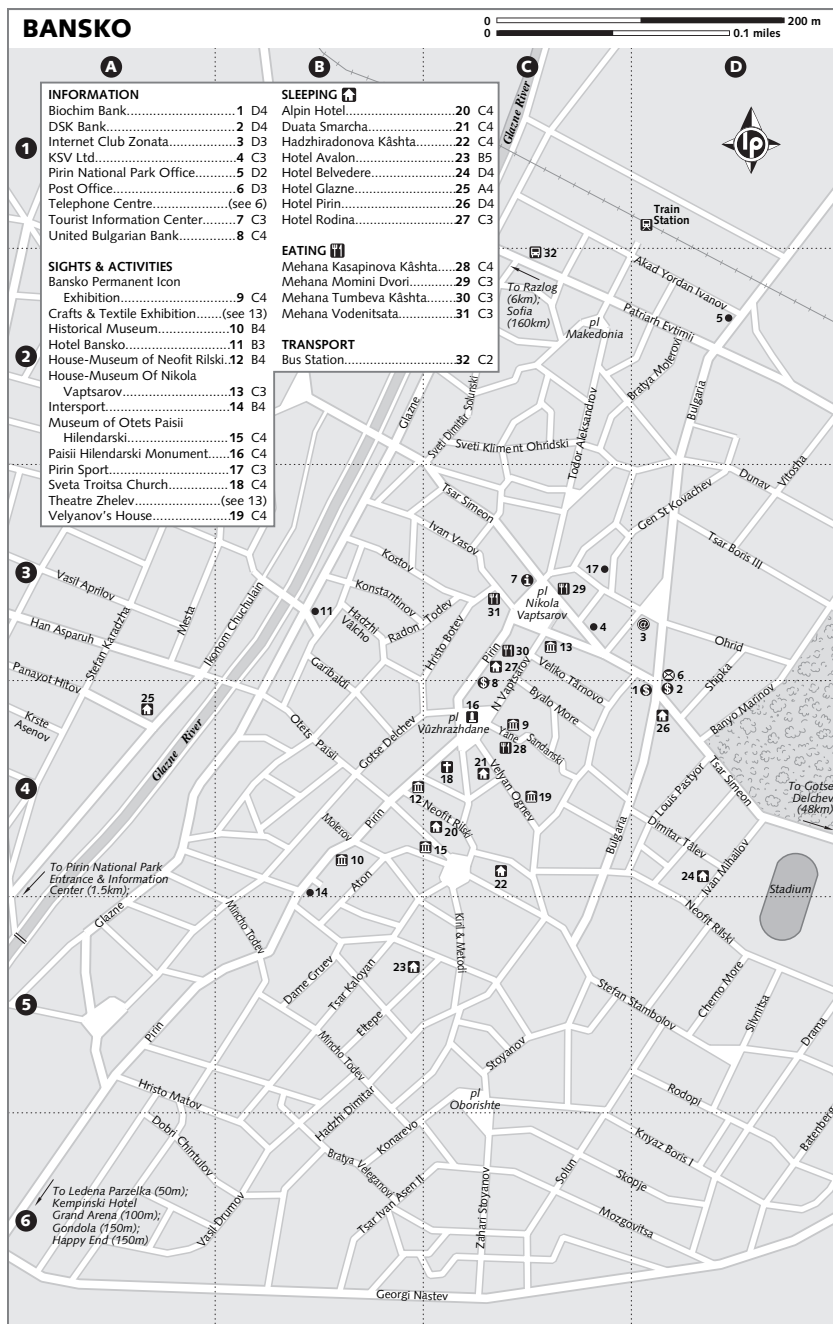 BANSKO
0 200 m
0 0.1 miles
A B C D
INFORMATION
Biochim Bank 1 D4
DSK Bank 2 D4
Internet Club Zonata 3 D3
KSV Ltd 4 C3
Pirin National Park Office 5 D2
Post Office 6 D3
Telephone Centre (see 6)
Tourist Information Center 7 C3
United Bulgarian Bank 8 C4
SIGHTS & ACTIVITIES
Bansko Permanent Icon
Exhibition 9 C4
Crafts & Textile Exhibition (see 13)
Historical Museum 10 B4
Hotel Bansko 11 B3
House-Museum of Neofit Rilski. 12 B4
House-Museum Of Nikola
Vaptsarov 13 C3
Intersport 14 B4
Museum of Otets Paisii
Hilendarski 15 C4
Paisii Hilendarski Monument 16 C4
Pirin Sport 17 C3
Sveta Troitsa Church 18 C4
Theatre Zhelev (see 13)
Velyanov's House 19 C4
SLEEPING
Alpin Hotel 20 C4
Duata Smarcha 21 C4
Hadzhiradonova Kâshta 22 C4
Hotel Avalon 23 B5
Hotel Belvedere 24 D4
Hotel Glazne 25 A4
Hotel Pirin 26 D4
Hotel Rodina 27 C3
EATING
Mehana Kasapinova Kâshta 28 C4
Mehana Momini Dvori 29 C3
Mehana Tumbeva Kâshta 30 C3
Mehana Vodenitsata 31 C3
TRANSPORT
Bus Station 32 C2
1
2
3
4
5
6
lp
Glazne River
Train
Station
32
To Razlog
(6km);
Sofia
(160km)
Akad Yordan Ivanov
Patriarh Evtimii
5
pl
Makedonia
Bratya Molerovi
Bulgaria
Glazne
Sveti Dimitâr Solunski
Sveti Kliment Ohridski
Todor Aleksandrov
Tsar Simeon
Gen St Kovachev
Dunav
Vitosha
Tsar Boris III
Ivan Vasov
Kostov
Konstantinov
Hadzhi
Vâlcho
Radon Todev
Hristo Botev
11
Vasil Aprilov
Han Asparuh
Stefan Karadzha
Mesta
Ikonom Chuchulain
Panayot Hitov
Krste
Asenov
25
Glazne River
Garibaldi
Otets Paisii
Gotse Delchev
7
pl
Nikola
Vaptsarov
17
29
31
4
@
3
Ohrid
Shipka
Banyo Marinov
Pirin
30
13
27
8
N Vaptsarov
Veliko Târnovo
Byalo More
6
1 $ $ 2
26
16
pl
Vûzhrazhdane
9
Yane Sandanski
28
18
21
Velyan Ognev
19
12
Neofit Rilski
20
Pirin
Molerov
15
10
Aton
14
22
Tsar Simeon
Louis Pastyor
Dimitar Tâlev
Ivan Mihailov
24
Bulgaria
To Gotse
Delchev
(48km)
Stadium
Neofit Rilski
To Pirin National Park
Entrance & Information
Center (1.5km);
Glazne
Mincho Todev
Kiril & Metodi
23
Dame Gruev
Tsar Kaloyan
Eltepe
Mincho Todev
Pirin
Hristo Matov
Dobri Chintulov
Hadzhi Dimitar
Stoyanov
pl
Oborishte
Konarevo
Bratya Veleganovi
Tsar Ivan Asen II
Vasil Drumov
Zahari Stoyanov
Stefan Stambolov
Cherno More
Silvnitsa
Drama
Rodopi
Batenberg
Knyaz Boris I
Solun
Skopje
Mozgovitsa
To Ledena Parzelka (50m);
Kempinski Hotel
Grand Arena (100m);
Gondola (150m);
Happy End (150m)
Georgi Nastev